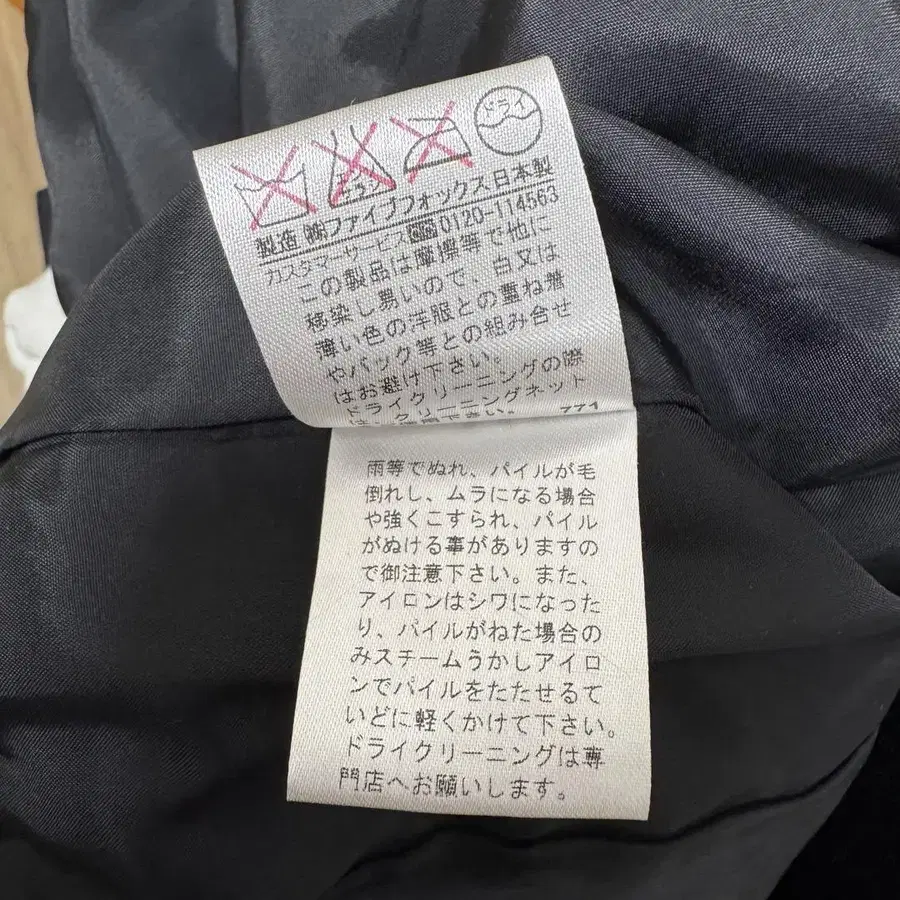 ドライ
エンソ
製造 ㈱ファイブフォックス 日本製
カスタマーサービス 0120-114563
この製品は摩擦等で他に
移染し易いので、白又は
薄い色の洋服との重ね着
やバック等との組み合せ
はお避け下さい。
ドライクリーニングの際
はクリーニングネット
下さい。 771
雨等でぬれ、パイルが毛
倒れし、ムラになる場合
や強くこすられ、パイル
がぬける事がありますの
で御注意下さい。また、
アイロンはシワになった
り、パイルがねた場合の
みスチームうかしアイロ
ンでパイルをたたせるて
いどに軽くかけて下さい。
ドライクリーニングは専
門店へお願いします。